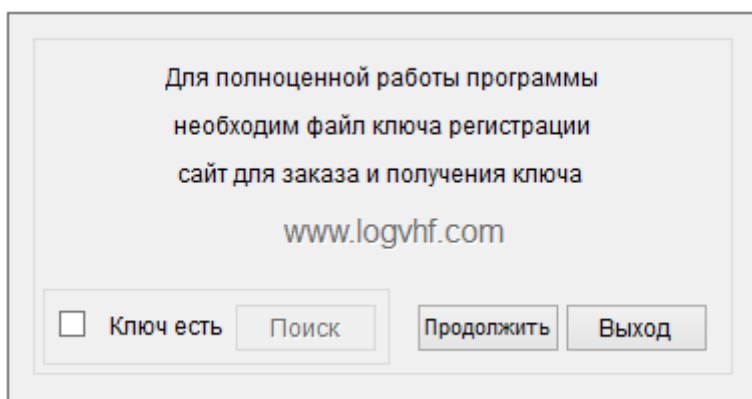 Для полноценной работы программы
необходим файл ключа регистрации
сайт для заказа и получения ключа
www.logvhf.com
Ключ есть Поиск Продолжить Выход